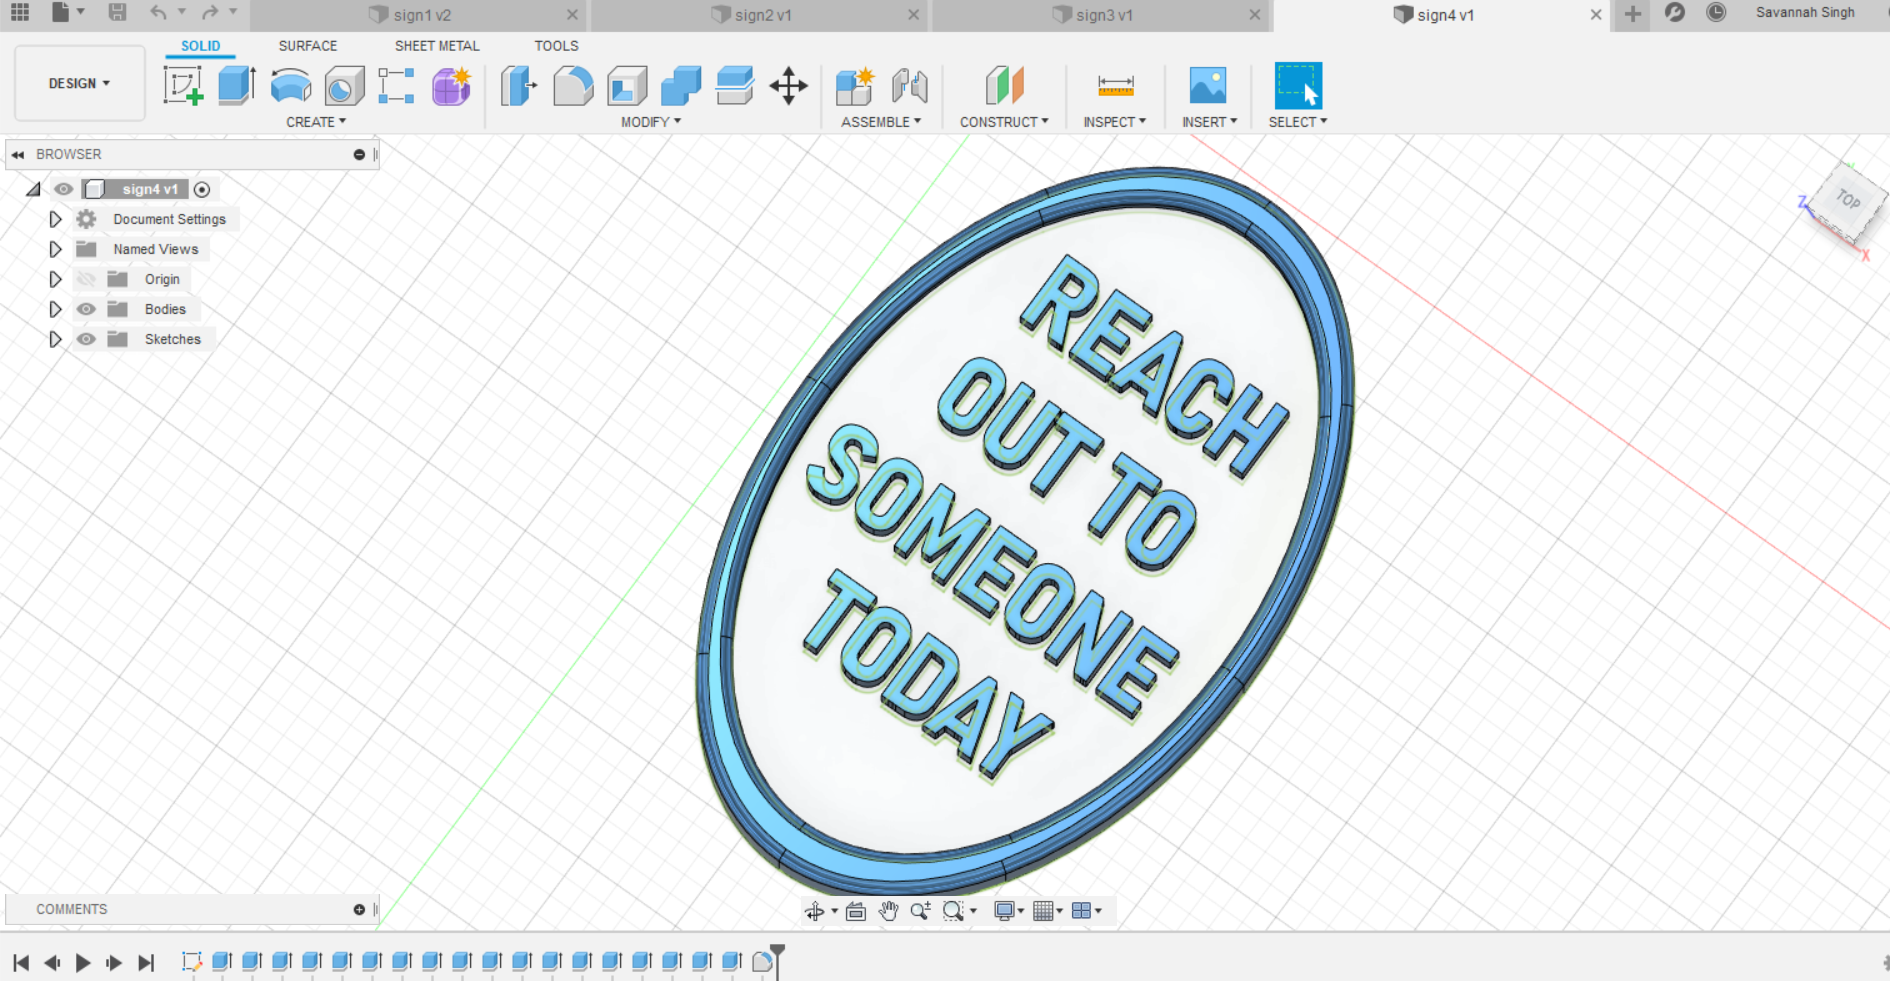 sign1 v2
sign2 v1
sign3 v1
sign4 v1
Savannah Singh
SOLID
SURFACE
SHEET METAL
TOOLS
DESIGN
CREATE
MODIFY
ASSEMBLE
CONSTRUCT
INSPECT
INSERT
SELECT
BROWSER
sign4 v1
Document Settings
Named Views
Origin
Bodies
Sketches
TOP
Z
X
REACH
OUT TO
SOMEONE
TODAY
COMMENTS